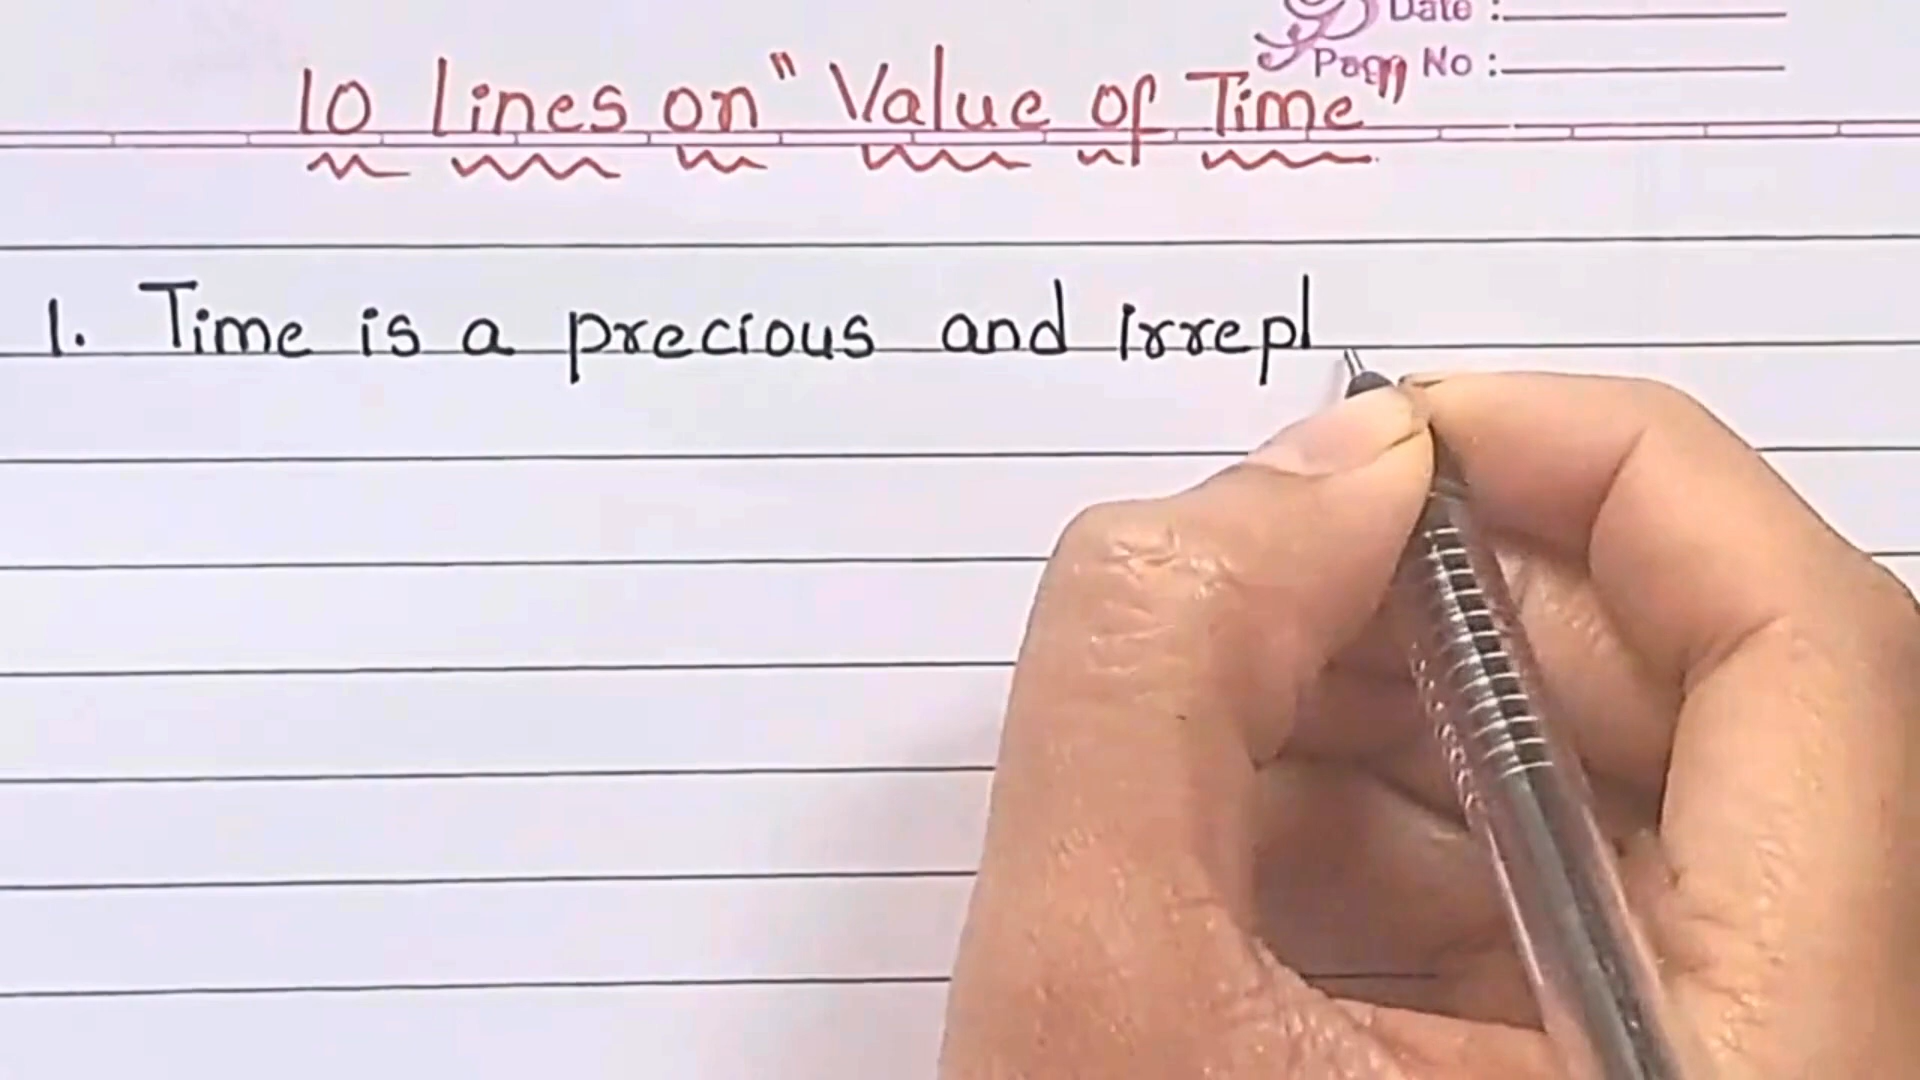 Date :
Page No :
10 Lines on "Value of Time"
1. Time is a precious and irrepl